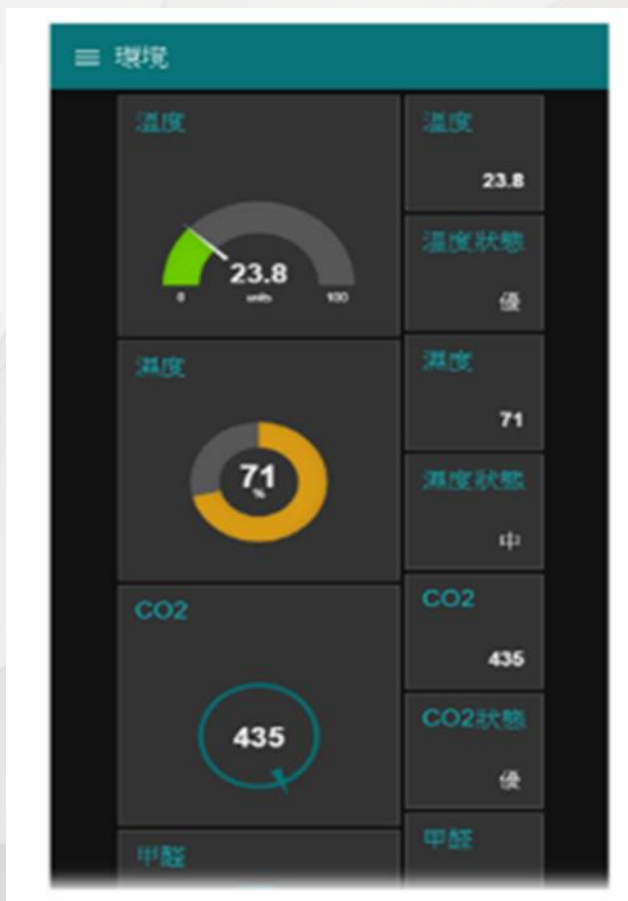 環境
溫度
23.8
units
0
100
溫度
23.8
溫度狀態
優
濕度
71
%
濕度
71
濕度狀態
中
CO2
435
CO2
435
CO2狀態
優
甲醛
甲醛